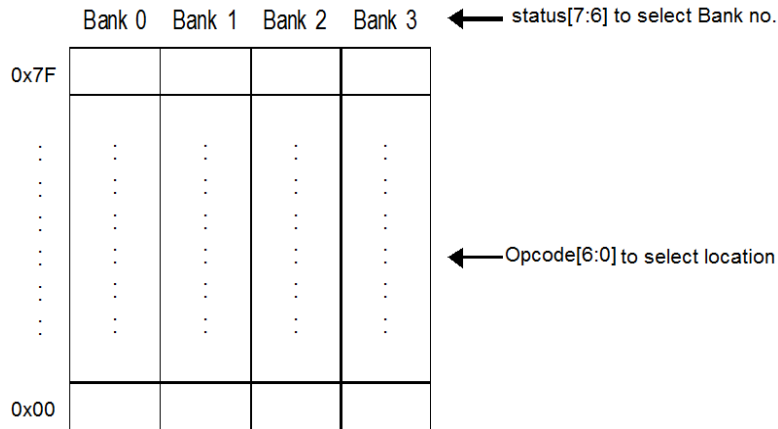 Bank 0 Bank 1 Bank 2 Bank 3 status[7:6] to select Bank no.
0x7F
Opcode[6:0] to select location
0x00